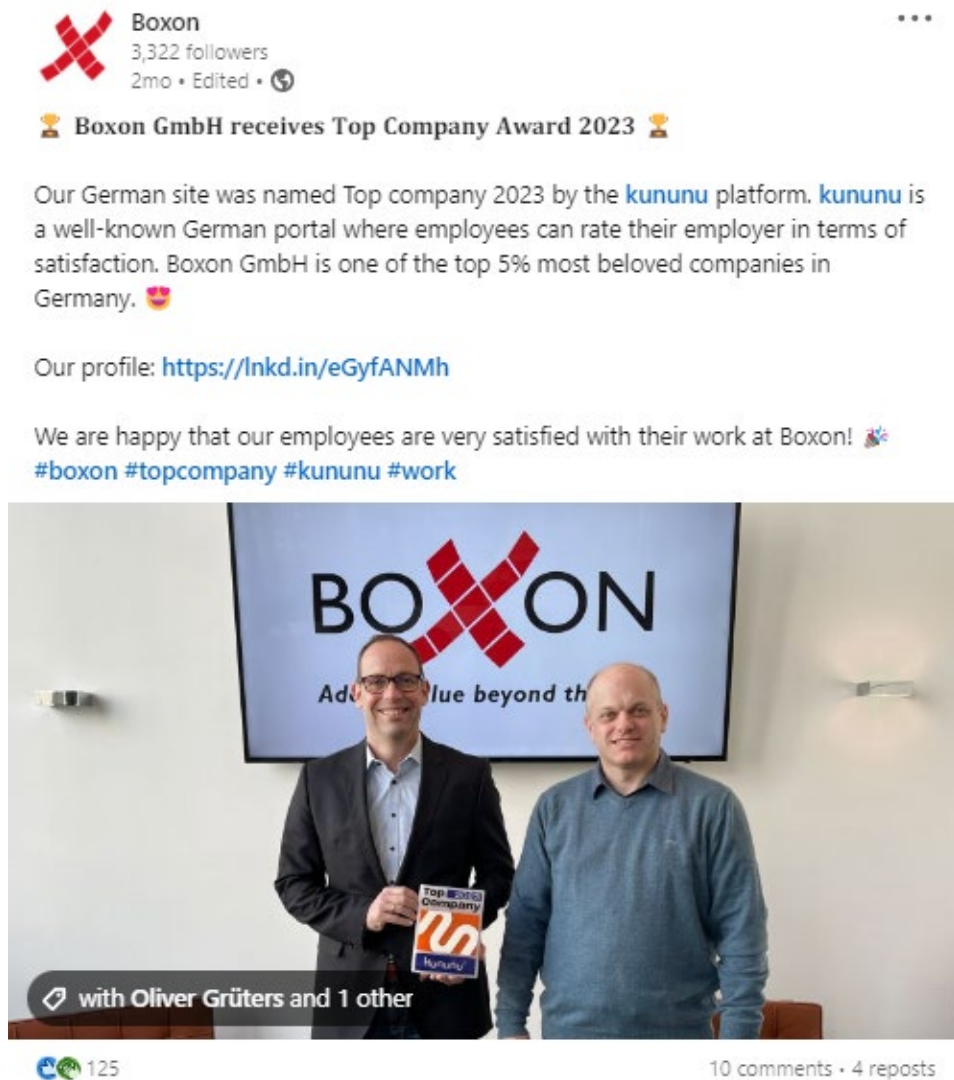 Boxon
3,322 followers
2mo • Edited •
🏆 Boxon GmbH receives Top Company Award 2023 🏆
Our German site was named Top company 2023 by the kununu platform. kununu is
a well-known German portal where employees can rate their employer in terms of
satisfaction. Boxon GmbH is one of the top 5% most beloved companies in
Germany. 😍
Our profile: https://lnkd.in/eGyfANMh
We are happy that our employees are very satisfied with their work at Boxon! 🎉
#boxon #topcompany #kununu #work
BOXON
Ad lue beyond th
Top 2023
Company
kununu
with Oliver Grüters and 1 other
125
10 comments • 4 reposts